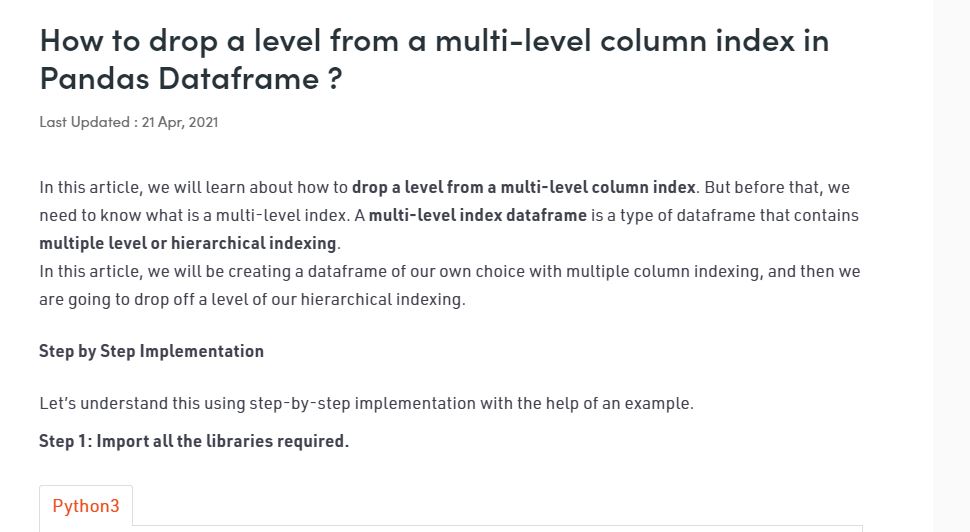 How to drop a level from a multi-level column index in
Pandas Dataframe ?
Last Updated : 21 Apr, 2021
In this article, we will learn about how to drop a level from a multi-level column index. But before that, we
need to know what is a multi-level index. A multi-level index dataframe is a type of dataframe that contains
multiple level or hierarchical indexing.
In this article, we will be creating a dataframe of our own choice with multiple column indexing, and then we
are going to drop off a level of our hierarchical indexing.
Step by Step Implementation
Let’s understand this using step-by-step implementation with the help of an example.
Step 1: Import all the libraries required.
Python3